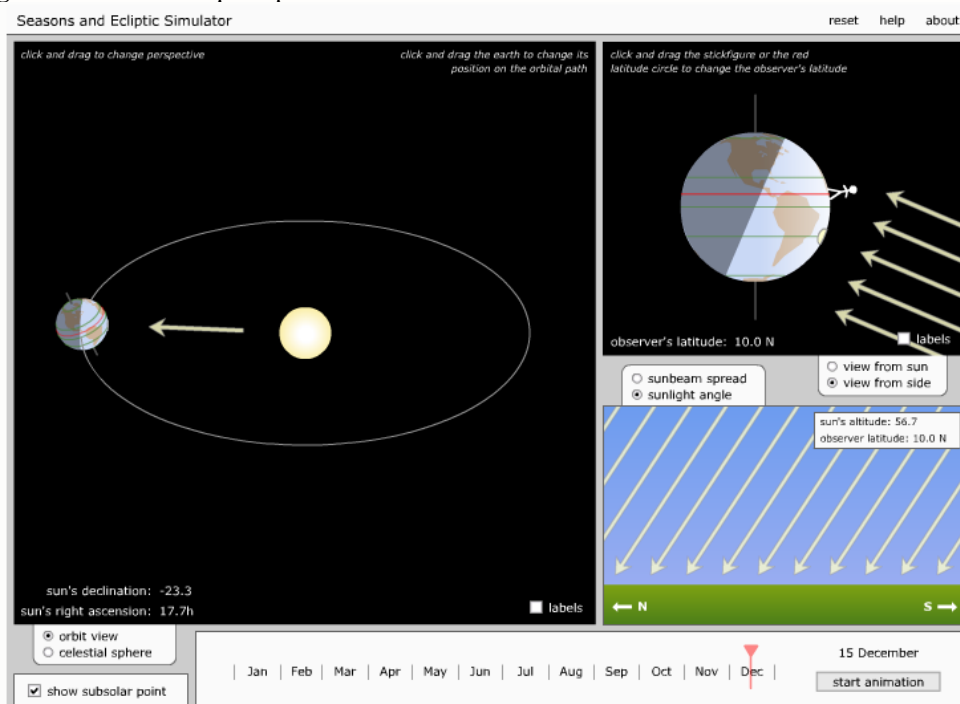 Seasons and Ecliptic Simulator
reset help about
click and drag to change perspective
click and drag the earth to change its
position on the orbital path
click and drag the stickfigure or the red
latitude circle to change the observer's latitude
observer's latitude: 10.0 N
labels
view from sun
view from side
sunbeam spread
sunlight angle
sun's altitude: 56.7
observer latitude: 10.0 N
N
S
sun's declination: -23.3
sun's right ascension: 17.7h
labels
orbit view
celestial sphere
show subsolar point
Jan Feb Mar Apr May Jun Jul Aug Sep Oct Nov Dec
15 December
start animation